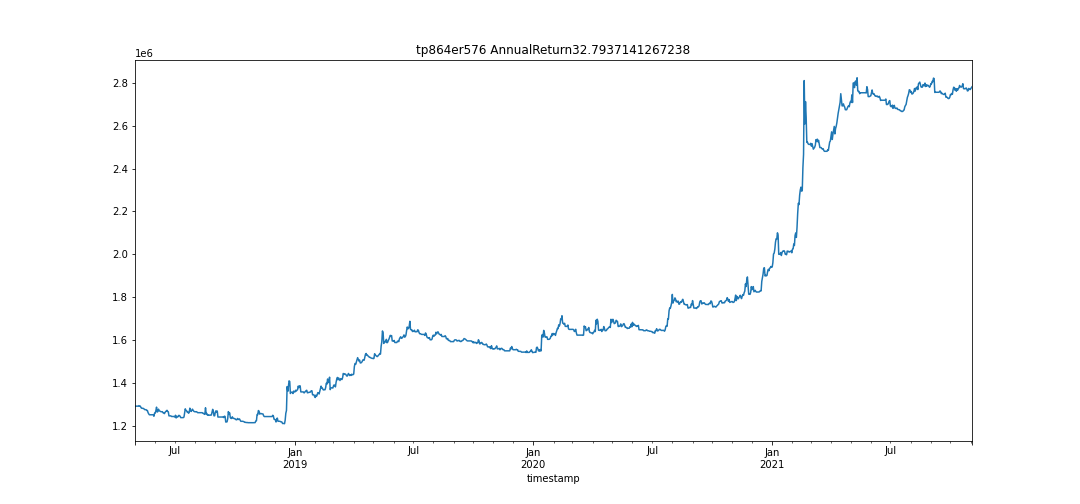 tp864er576 AnnualReturn32.7937141267238
1e6
2.8
2.6
2.4
2.2
2.0
1.8
1.6
1.4
1.2
Jul
Jan
2019
Jul
Jan
2020
Jul
Jan
2021
Jul
timestamp